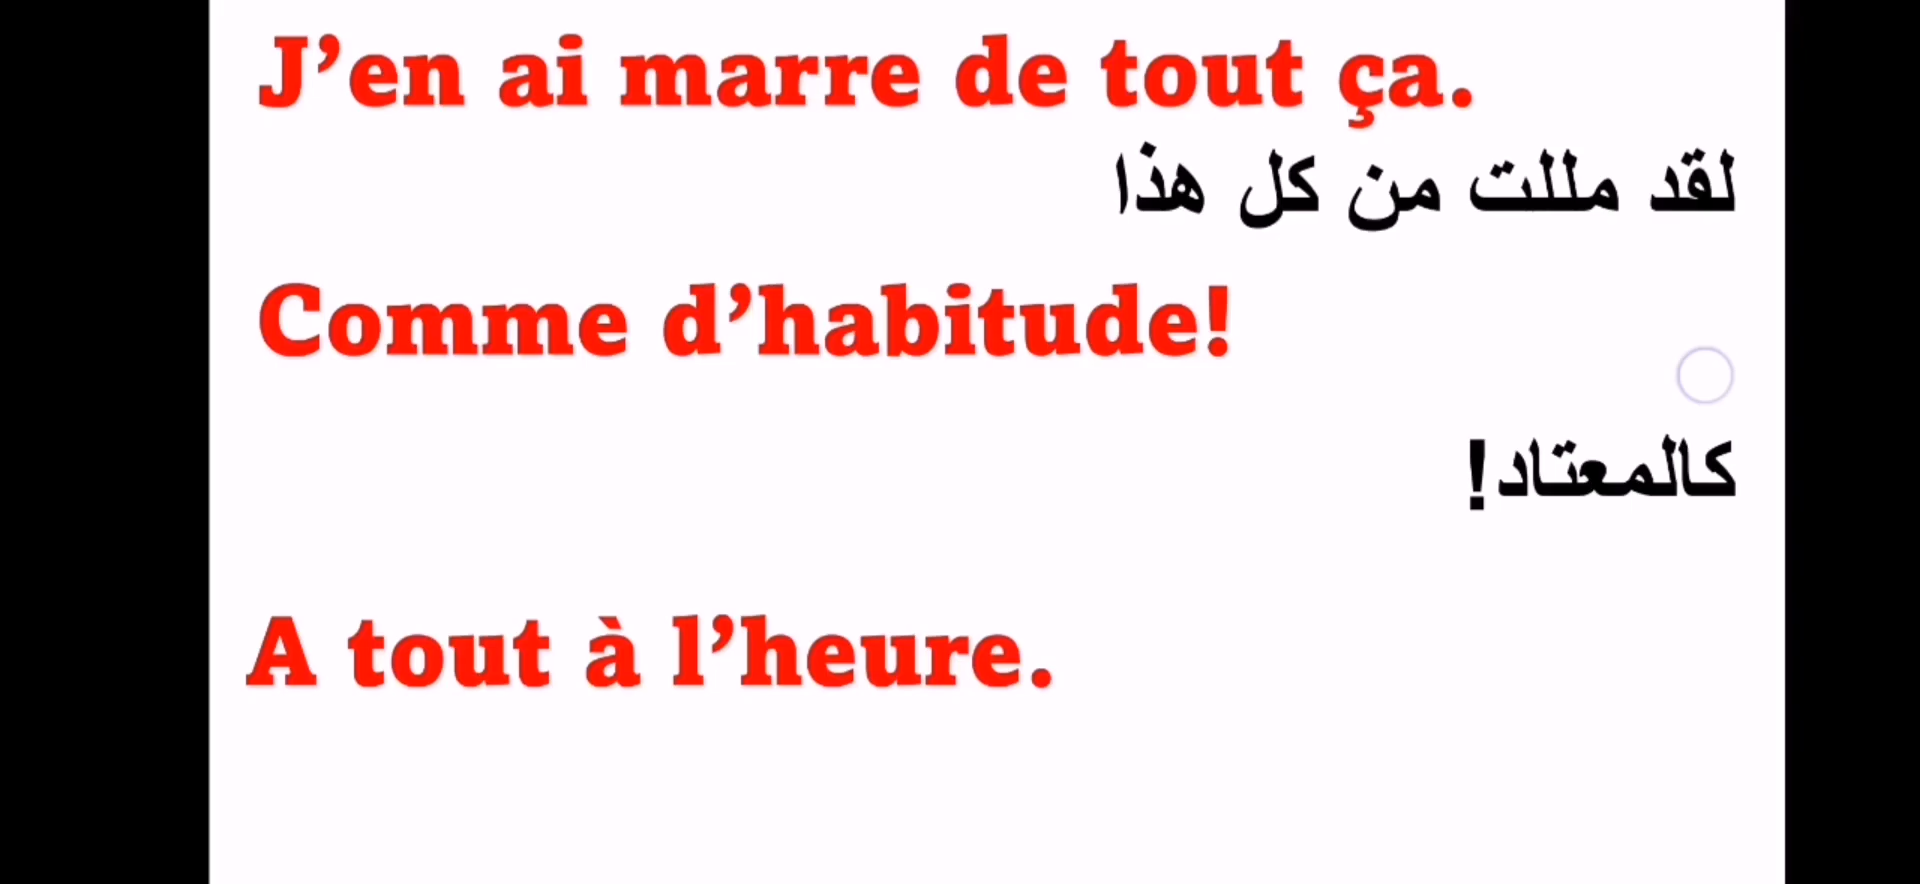 J’en ai marre de tout ça.
لقد مللت من كل هذا
Comme d’habitude!
كالمعتاد!
A tout à l’heure.